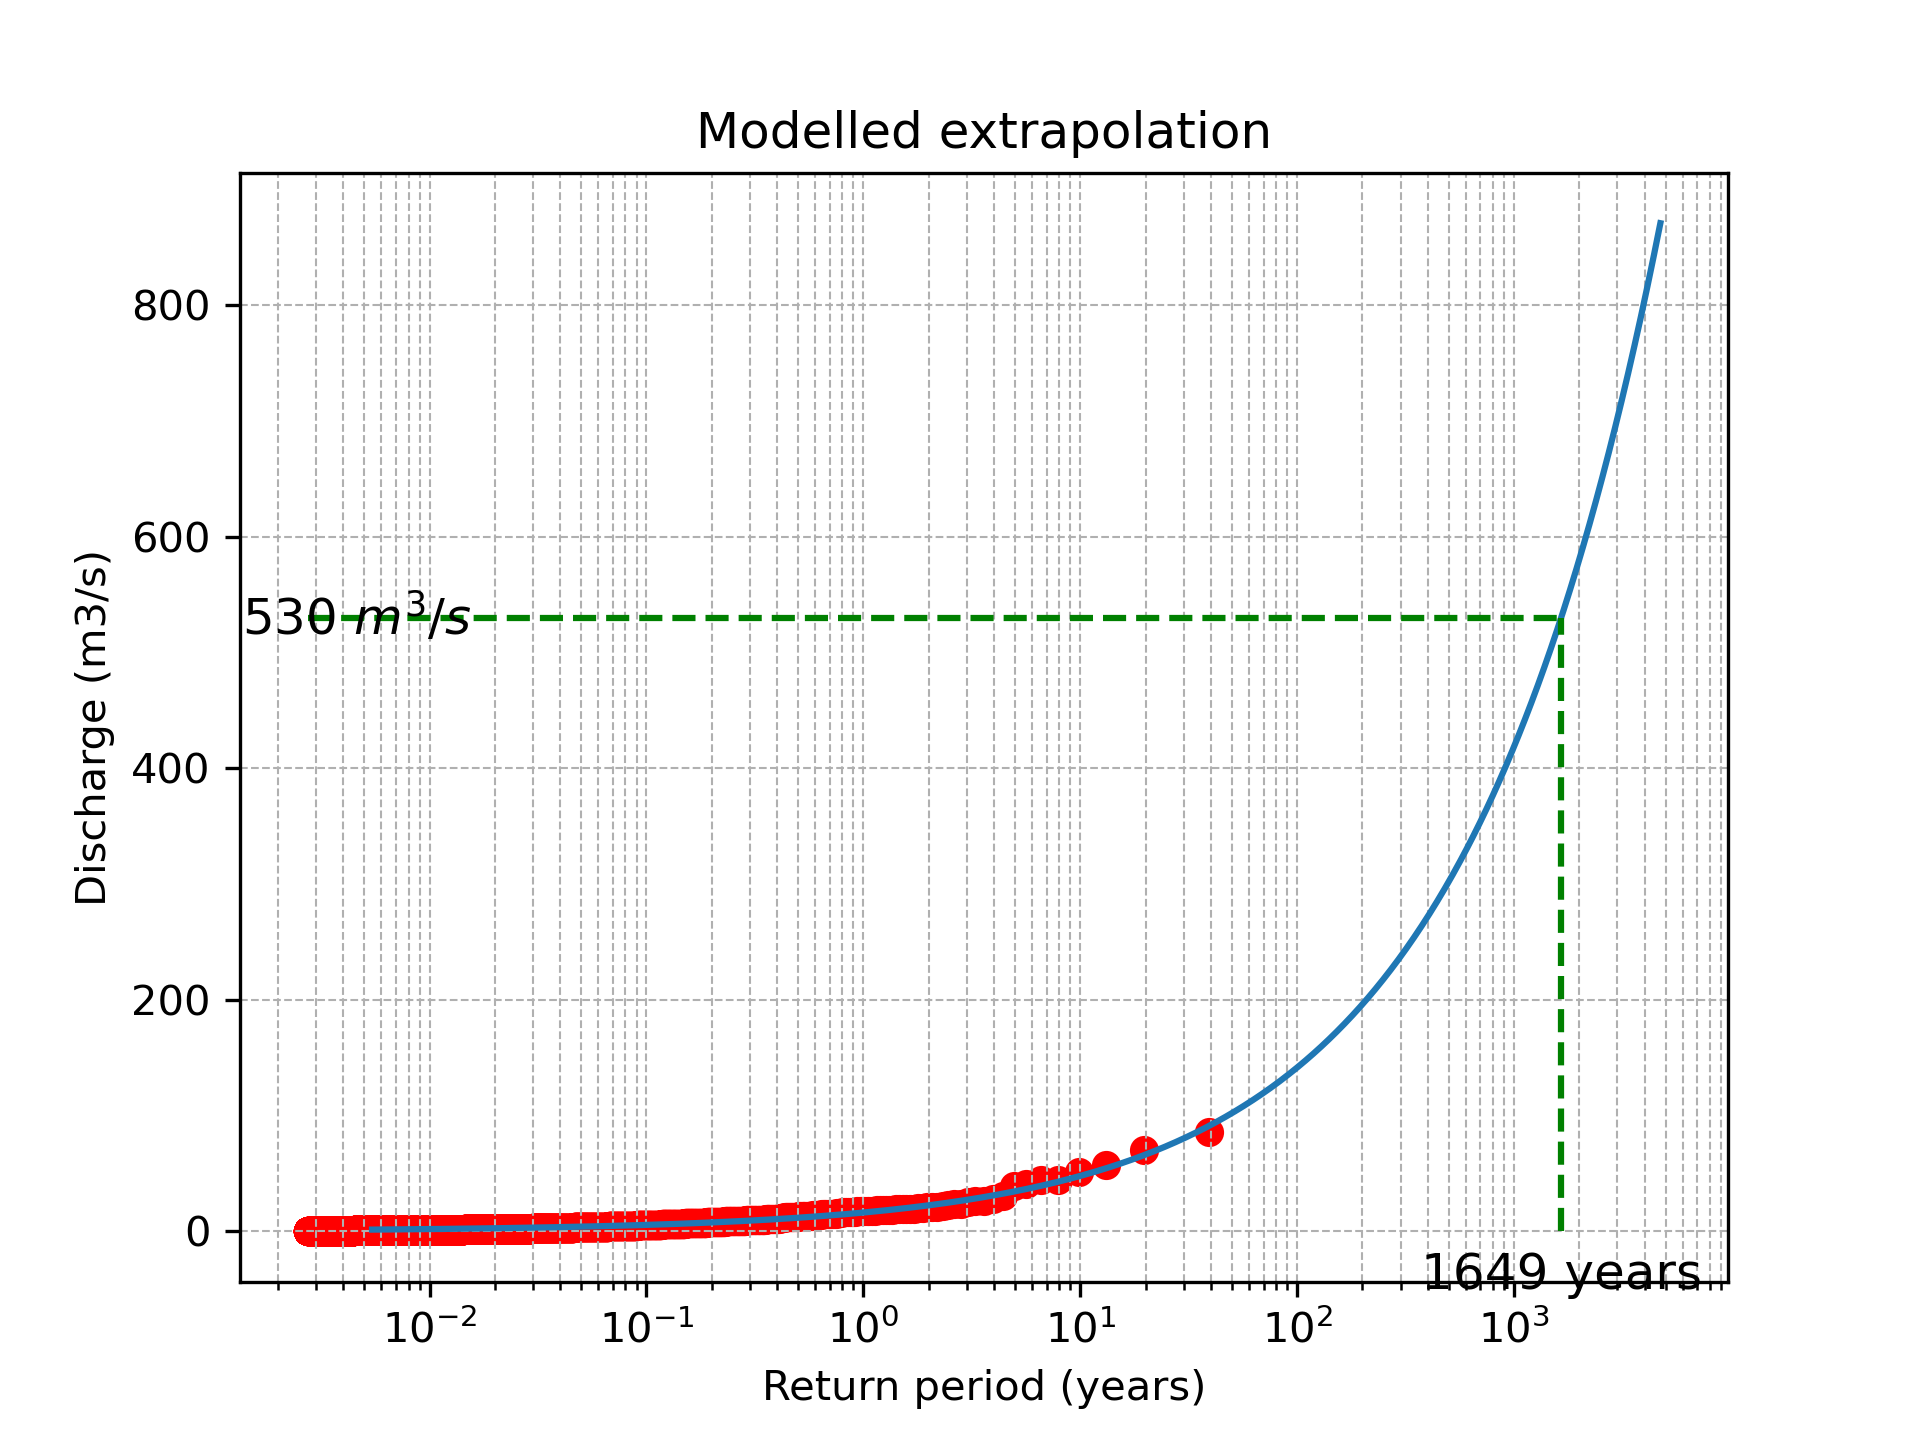 Modelled extrapolation
800
600
530 m³/s
400
200
0
Discharge (m3/s)
1649 years
10⁻² 10⁻¹ 10⁰ 10¹ 10² 10³
Return period (years)